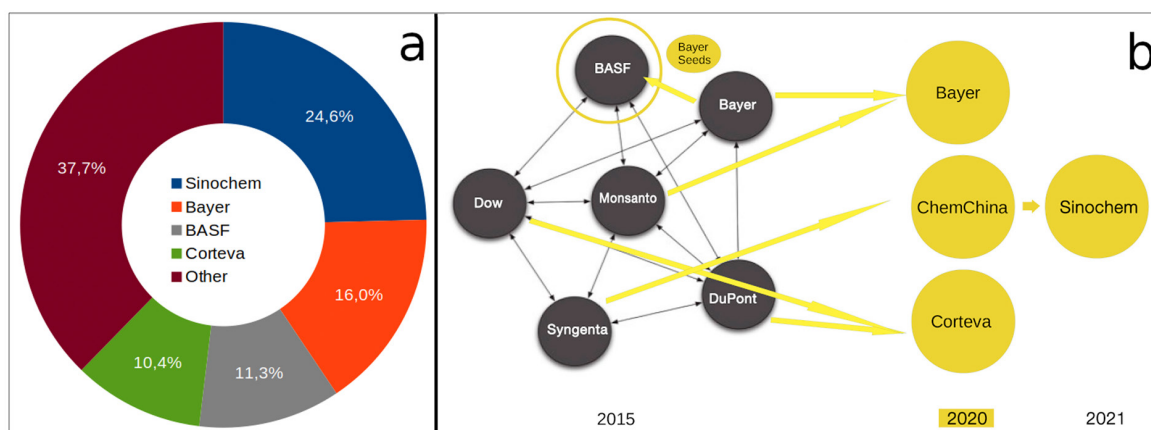 a
24,6%
37,7%
Sinochem
Bayer
BASF
Corteva
Other
16,0%
10,4%
11,3%
b
BASF
Bayer
Seeds
Bayer
Bayer
Dow
Monsanto
ChemChina
Sinochem
DuPont
Syngenta
Corteva
2015
2020
2021